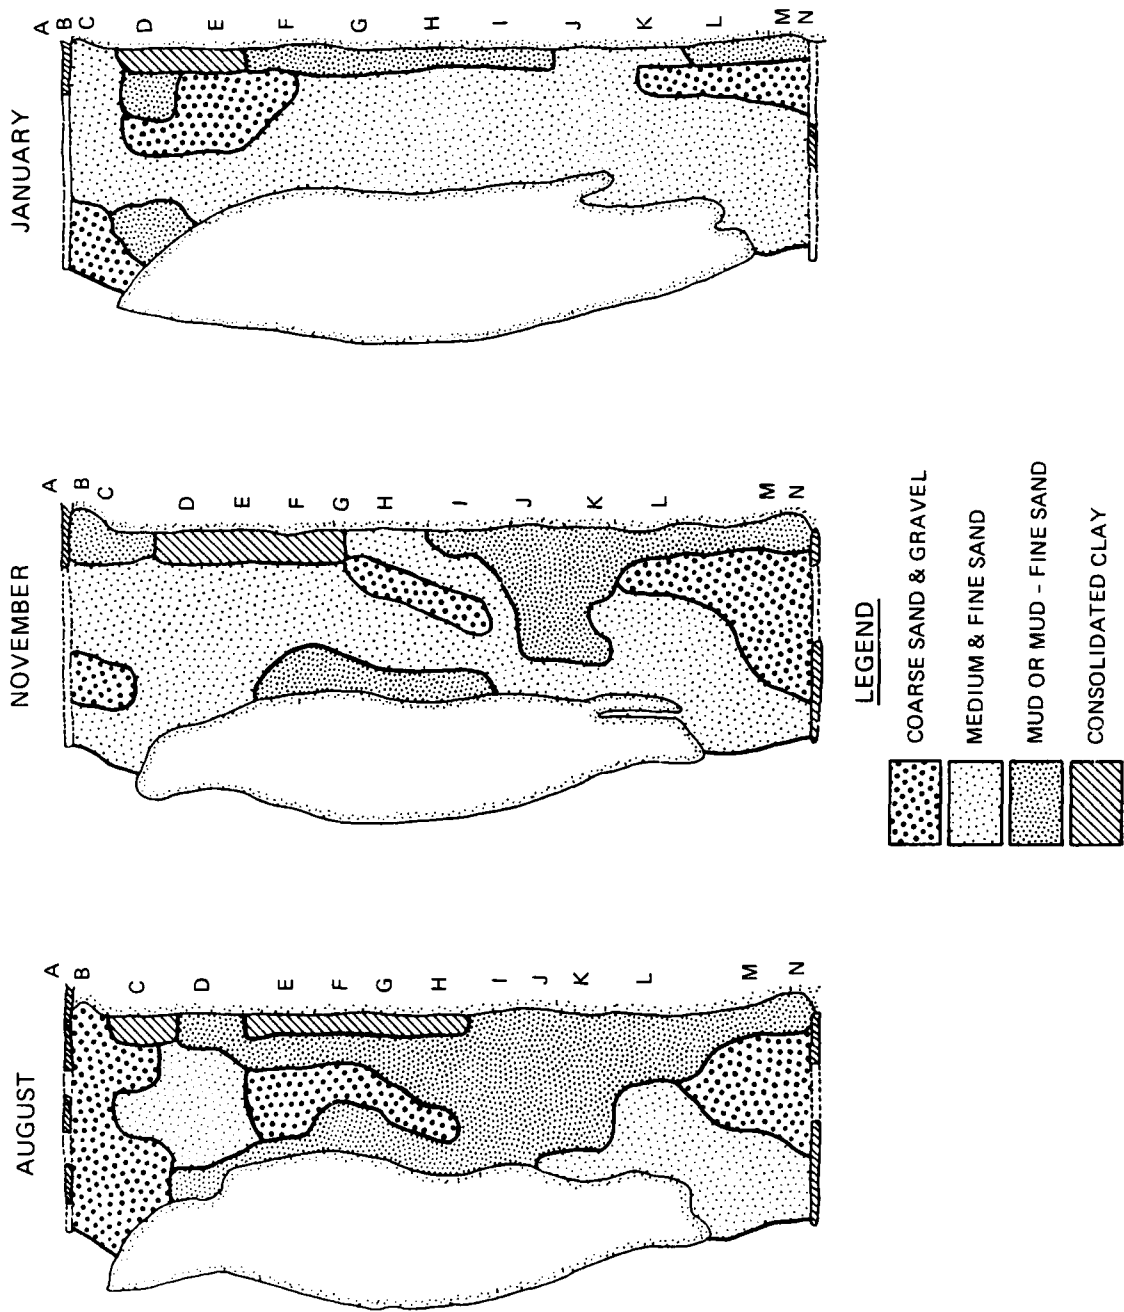 AUGUST
A B C D E F G H I J K L M N
NOVEMBER
A B C D E F G H I J K L M N
JANUARY
A B C D E F G H I J K L M N
LEGEND
COARSE SAND & GRAVEL
MEDIUM & FINE SAND
MUD OR MUD - FINE SAND
CONSOLIDATED CLAY